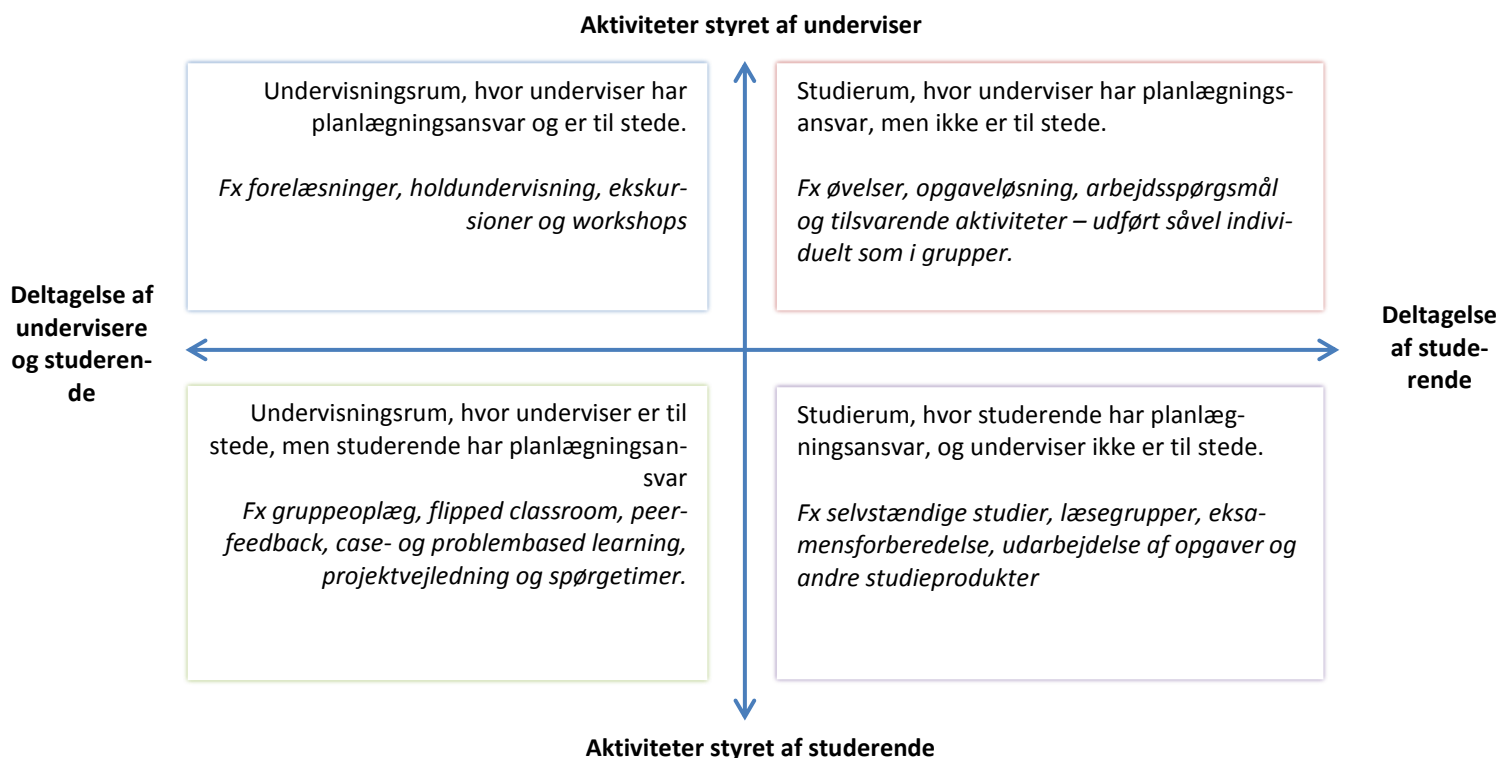 Aktiviteter styret af underviser
Undervisningsrum, hvor underviser har
planlægningsansvar og er til stede.
Fx forelæsninger, holdundervisning, ekskur-
sioner og workshops
Studierum, hvor underviser har planlægnings-
ansvar, men ikke er til stede.
Fx øvelser, opgaveløsning, arbejdsspørgsmål
og tilsvarende aktiviteter – udført såvel indivi-
duelt som i grupper.
Deltagelse af
undervisere
og studeren-
de
Deltagelse
af stude-
rende
Undervisningsrum, hvor underviser er til
stede, men studerende har planlægningsan-
svar
Fx gruppeoplæg, flipped classroom, peer-
feedback, case- og problembased learning,
projektvejledning og spørgetimer.
Studierum, hvor studerende har planlæg-
ningsansvar, og underviser ikke er til stede.
Fx selvstændige studier, læsegrupper, eksa-
mensforberedelse, udarbejdelse af opgaver og
andre studieprodukter
Aktiviteter styret af studerende